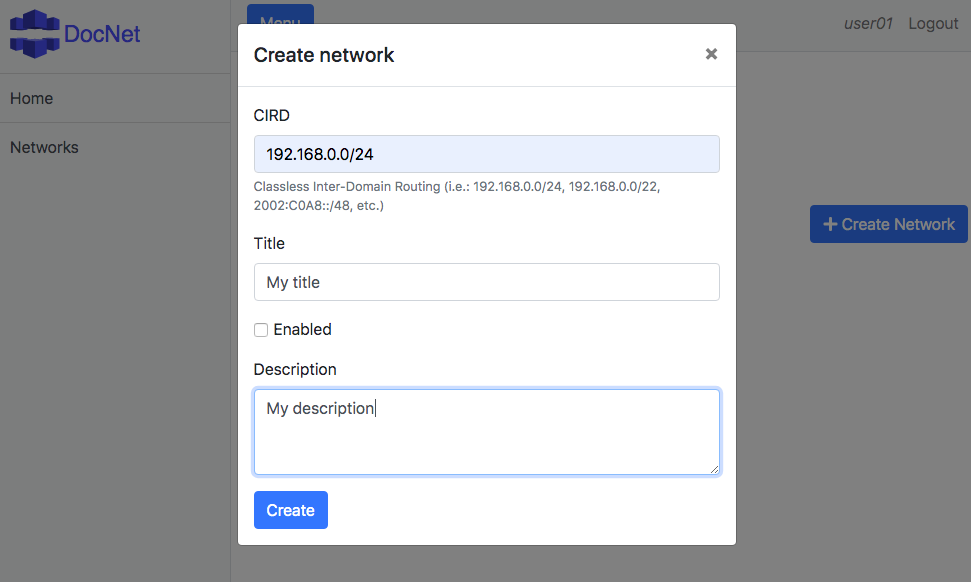 DocNet
Menu
user01 Logout
Home
Networks
Create Network
Create network
×
CIRD
192.168.0.0/24
Classless Inter-Domain Routing (i.e.: 192.168.0.0/24, 192.168.0.0/22,
2002:C0A8::/48, etc.)
Title
My title
Enabled
Description
My description
Create